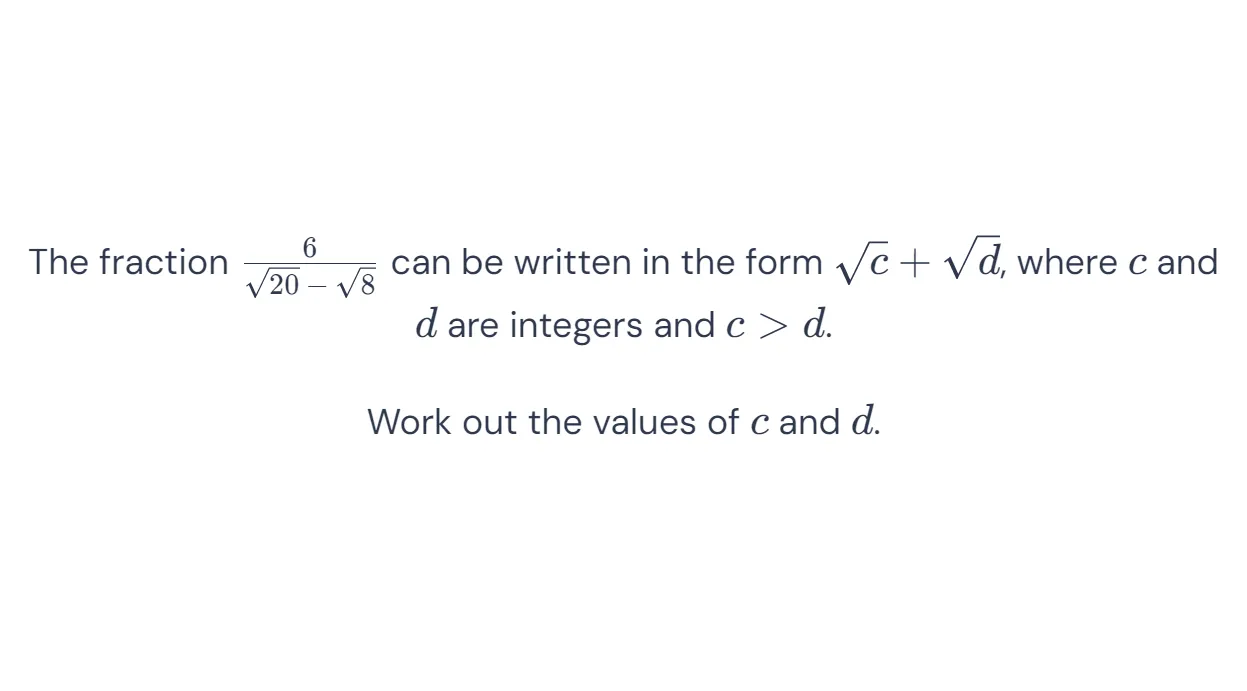 The fraction $\frac{6}{\sqrt{20}-\sqrt{8}}$ can be written in the form $\sqrt{c}+\sqrt{d}$, where $c$ and
$d$ are integers and $c > d$.
Work out the values of $c$ and $d$.